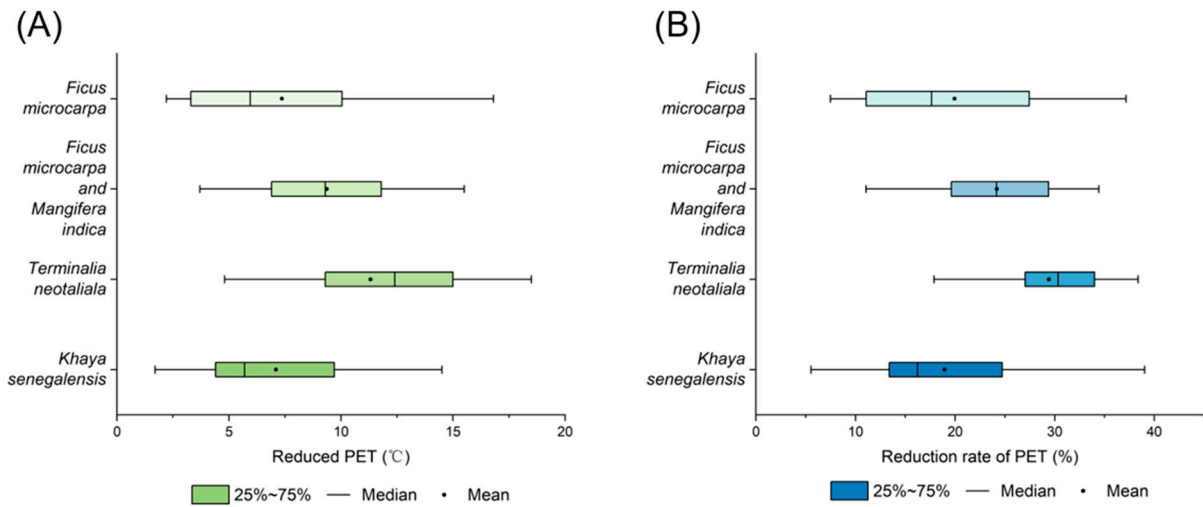 (A)
Ficus
microcarpa
Ficus
microcarpa
and
Mangifera
indica
Terminalia
neotaliala
Khaya
senegalensis
0 5 10 15 20
Reduced PET (℃)
25%~75% Median Mean
(B)
Ficus
microcarpa
Ficus
microcarpa
and
Mangifera
indica
Terminalia
neotaliala
Khaya
senegalensis
0 10 20 30 40
Reduction rate of PET (%)
25%~75% Median Mean